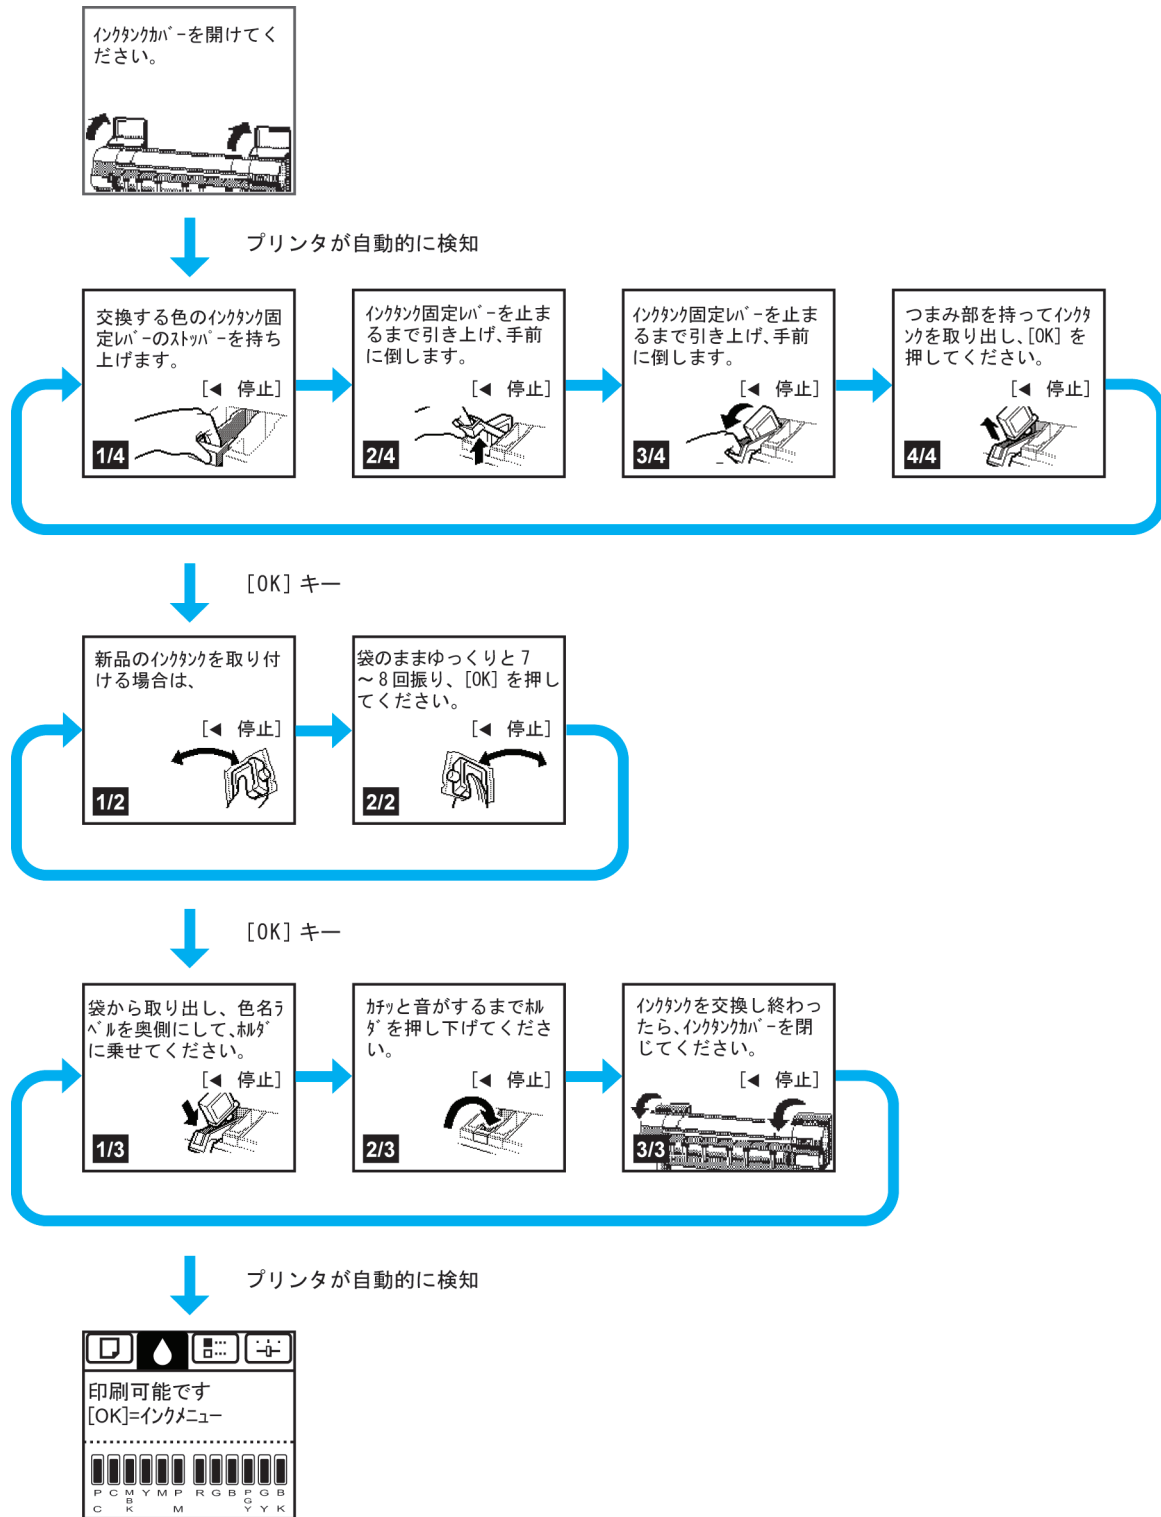 ｲﾝｸﾀﾝｸｶﾊﾞｰを開けてく
ださい。
プリンタが自動的に検知
交換する色のｲﾝｸﾀﾝｸ固
定ﾚﾊﾞｰのｽﾄｯﾊﾟｰを持ち
上げます。
[◀ 停止]
1/4
ｲﾝｸﾀﾝｸ固定ﾚﾊﾞｰを止ま
るまで引き上げ､手前
に倒します。
[◀ 停止]
2/4
ｲﾝｸﾀﾝｸ固定ﾚﾊﾞｰを止ま
るまで引き上げ､手前
に倒します。
[◀ 停止]
3/4
つまみ部を持ってｲﾝｸﾀ
ﾝｸを取り出し､[OK] を
押してください。
[◀ 停止]
4/4
[OK] キー
新品のｲﾝｸﾀﾝｸを取り付
ける場合は、
[◀ 停止]
1/2
袋のままゆっくりと７
～８回振り、[OK] を押し
てください。
[◀ 停止]
2/2
[OK] キー
袋から取り出し、色名ﾗ
ﾍﾞﾙを奥側にして､ﾎﾙﾀﾞ
に乗せてください。
[◀ 停止]
1/3
ｶﾁｯと音がするまでﾎﾙ
ﾀﾞを押し下げてくださ
い。
[◀ 停止]
2/3
ｲﾝｸﾀﾝｸを交換し終わっ
たら､ｲﾝｸﾀﾝｸｶﾊﾞｰを閉
じてください。
[◀ 停止]
3/3
プリンタが自動的に検知
印刷可能です
[OK]=ｲﾝｸﾒﾆｭｰ
PC C MBK Y M PM R G B PGY GY BK